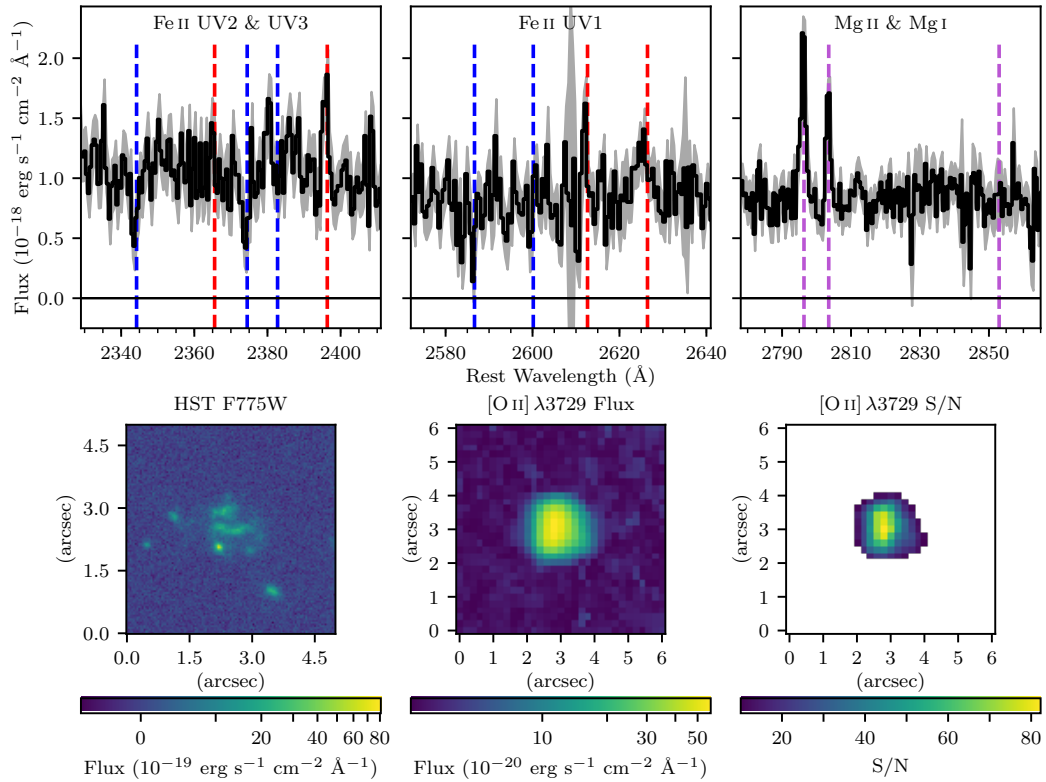 Fe II UV2 & UV3
Fe II UV1
Mg II & Mg I
Flux (10⁻¹⁸ erg s⁻¹ cm⁻² Å⁻¹)
2.0
1.5
1.0
0.5
0.0
2340 2360 2380 2400
2580 2600 2620 2640
2790 2810 2830 2850
Rest Wavelength (Å)
HST F775W
[O II] λ3729 Flux
[O II] λ3729 S/N
(arcsec)
4.5
3.0
1.5
0.0
0.0 1.5 3.0 4.5
(arcsec)
(arcsec)
6
5
4
3
2
1
0
0 1 2 3 4 5 6
(arcsec)
(arcsec)
6
5
4
3
2
1
0
0 1 2 3 4 5 6
(arcsec)
0 20 40 60 80
Flux (10⁻¹⁹ erg s⁻¹ cm⁻² Å⁻¹)
10 20 30 50
Flux (10⁻²⁰ erg s⁻¹ cm⁻² Å⁻¹)
20 40 60 80
S/N